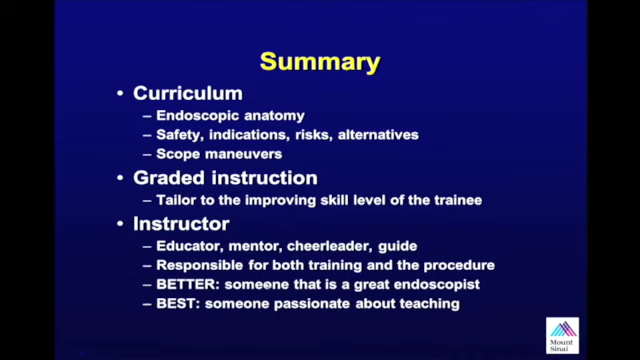 Summary
• Curriculum
– Endoscopic anatomy
– Safety, indications, risks, alternatives
– Scope maneuvers
• Graded instruction
– Tailor to the improving skill level of the trainee
• Instructor
– Educator, mentor, cheerleader, guide
– Responsible for both training and the procedure
– BETTER: someone that is a great endoscopist
– BEST: someone passionate about teaching
Mount
Sinai